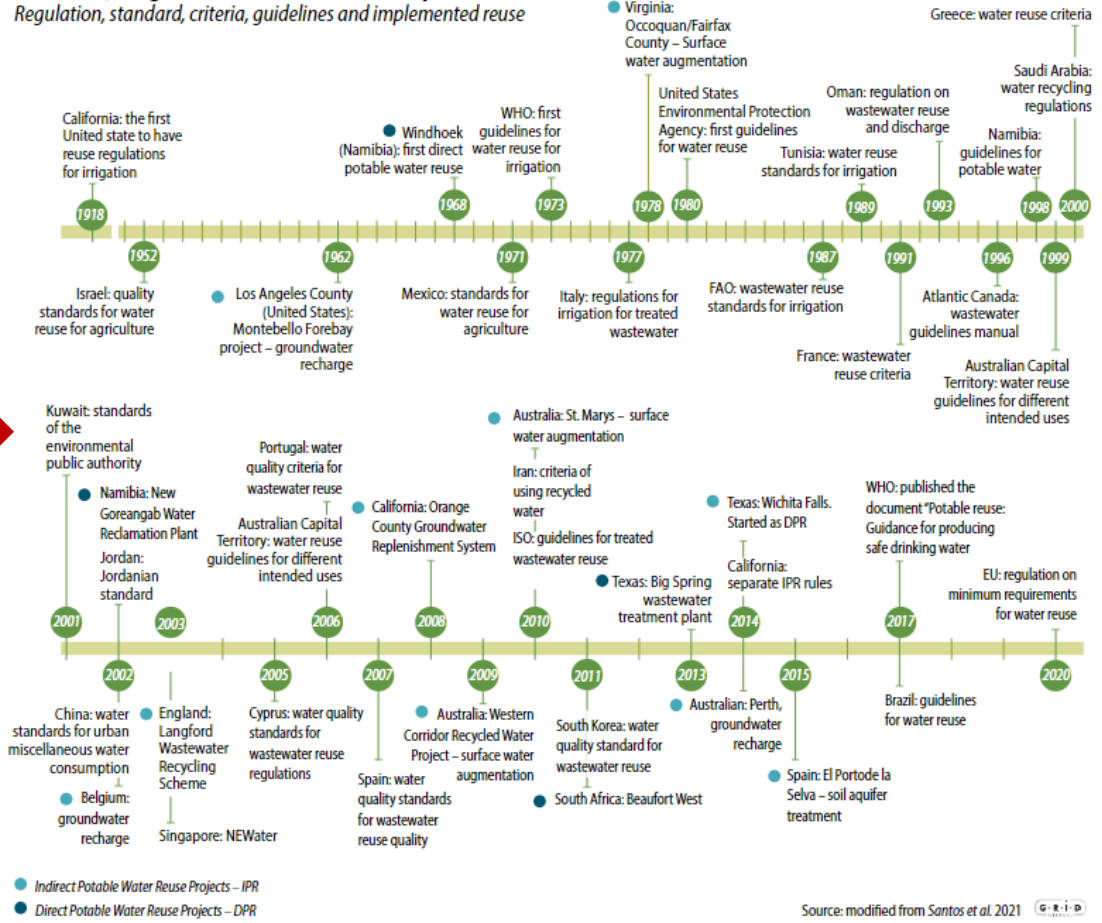 Regulation, standard, criteria, guidelines and implemented reuse
California: the first
United state to have
reuse regulations
for irrigation
1918
1952
Israel: quality
standards for water
reuse for agriculture
1962
Los Angeles County
(United States):
Montebello Forebay
project – groundwater
recharge
Windhoek
(Namibia): first direct
potable water reuse
1968
1971
Mexico: standards for
water reuse for
agriculture
WHO: first
guidelines for
water reuse for
irrigation
1973
1977
Italy: regulations for
irrigation for treated
wastewater
Virginia:
Occoquan/Fairfax
County – Surface
water augmentation
1978
United States
Environmental Protection
Agency: first guidelines
for water reuse
1980
1987
FAO: wastewater reuse
standards for irrigation
Tunisia: water reuse
standards for irrigation
1989
1991
France: wastewater
reuse criteria
Oman: regulation on
wastewater reuse
and discharge
1993
1996
Atlantic Canada:
wastewater
guidelines manual
Namibia:
guidelines for
potable water
1998
1999
Australian Capital
Territory: water reuse
guidelines for different
intended uses
Greece: water reuse criteria
Saudi Arabia:
water recycling
regulations
2000
Kuwait: standards
of the
environmental
public authority
2001
Namibia: New
Goreangab Water
Reclamation Plant
Jordan:
Jordanian
standard
2002
China: water
standards for urban
miscellaneous water
consumption
Belgium:
groundwater
recharge
2003
England:
Langford
Wastewater
Recycling
Scheme
Singapore: NEWater
2005
Cyprus: water quality
standards for
wastewater reuse
regulations
Portugal: water
quality criteria for
wastewater reuse
Australian Capital
Territory: water reuse
guidelines for different
intended uses
2006
2007
Spain: water
quality standards
for wastewater
reuse quality
California: Orange
County Groundwater
Replenishment System
2008
2009
Australia: Western
Corridor Recycled Water
Project – surface water
augmentation
Australia: St. Marys – surface
water augmentation
Iran: criteria of
using recycled
water
ISO: guidelines for treated
wastewater reuse
2010
2011
South Korea: water
quality standard for
wastewater reuse
South Africa: Beaufort West
Texas: Big Spring
wastewater
treatment plant
2013
Texas: Wichita Falls.
Started as DPR
California:
separate IPR rules
2014
Australian: Perth,
groundwater
recharge
2015
Spain: El Portode la
Selva – soil aquifer
treatment
WHO: published the
document "Potable reuse:
Guidance for producing
safe drinking water
2017
Brazil: guidelines
for water reuse
EU: regulation on
minimum requirements
for water reuse
2020
Indirect Potable Water Reuse Projects – IPR
Direct Potable Water Reuse Projects – DPR
Source: modified from Santos et al. 2021
G·R·I·D